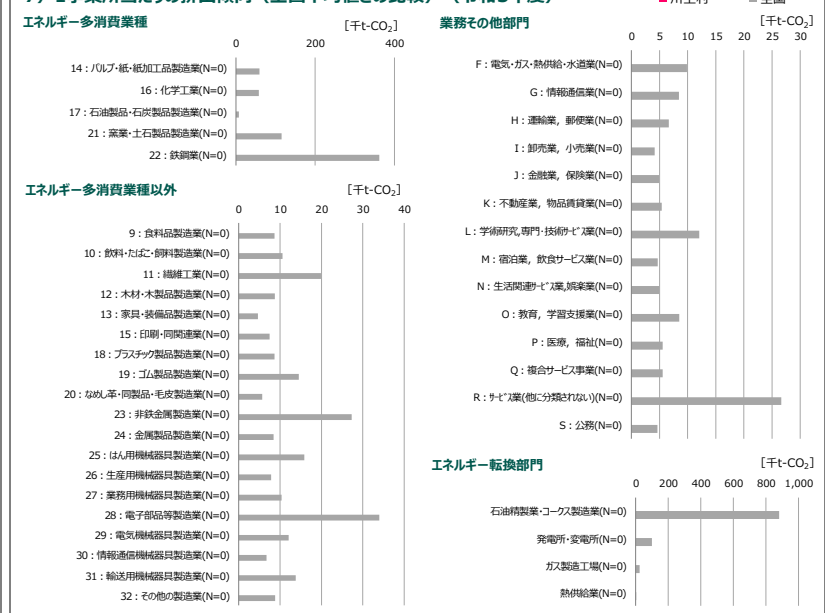 エネルギー多消費業種
[千t-CO₂]
0 200 400
14：パルプ・紙・紙加工品製造業(N=0)
16：化学工業(N=0)
17：石油製品・石炭製品製造業(N=0)
21：窯業・土石製品製造業(N=0)
22：鉄鋼業(N=0)
エネルギー多消費業種以外
[千t-CO₂]
0 10 20 30 40
9：食料品製造業(N=0)
10：飲料・たばこ・飼料製造業(N=0)
11：繊維工業(N=0)
12：木材・木製品製造業(N=0)
13：家具・装備品製造業(N=0)
15：印刷・同関連業(N=0)
18：プラスチック製品製造業(N=0)
19：ゴム製品製造業(N=0)
20：なめし革・同製品・毛皮製造業(N=0)
23：非鉄金属製造業(N=0)
24：金属製品製造業(N=0)
25：はん用機械器具製造業(N=0)
26：生産用機械器具製造業(N=0)
27：業務用機械器具製造業(N=0)
28：電子部品等製造業(N=0)
29：電気機械器具製造業(N=0)
30：情報通信機械器具製造業(N=0)
31：輸送用機械器具製造業(N=0)
32：その他の製造業(N=0)
業務その他部門
[千t-CO₂]
0 5 10 15 20 25 30
F：電気・ガス・熱供給・水道業(N=0)
G：情報通信業(N=0)
H：運輸業，郵便業(N=0)
I：卸売業，小売業(N=0)
J：金融業，保険業(N=0)
K：不動産業，物品賃貸業(N=0)
L：学術研究,専門・技術ｻｰﾋﾞｽ業(N=0)
M：宿泊業，飲食サービス業(N=0)
N：生活関連ｻｰﾋﾞｽ業,娯楽業(N=0)
O：教育，学習支援業(N=0)
P：医療，福祉(N=0)
Q：複合サービス事業(N=0)
R：ｻｰﾋﾞｽ業(他に分類されない)(N=0)
S：公務(N=0)
エネルギー転換部門
[千t-CO₂]
0 200 400 600 800 1,000
石油精製業・コークス製造業(N=0)
発電所・変電所(N=0)
ガス製造工場(N=0)
熱供給業(N=0)